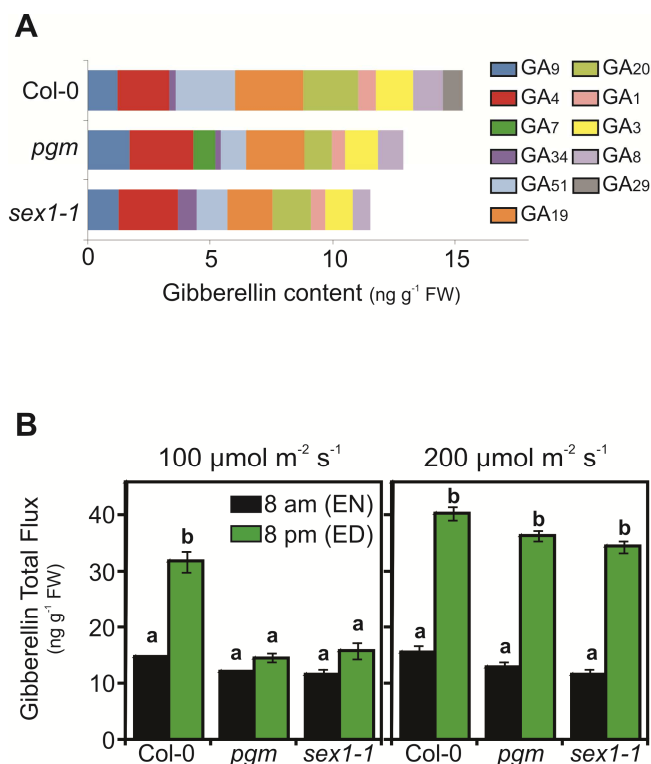 A
Col-0
pgm
sex1-1
0 5 10 15
Gibberellin content (ng g⁻¹ FW)
GA9 GA20
GA4 GA1
GA7 GA3
GA34 GA8
GA51 GA29
GA19
B
100 µmol m⁻² s⁻¹ 200 µmol m⁻² s⁻¹
Gibberellin Total Flux
(ng g⁻¹ FW)
40
30
20
10
0
8 am (EN)
8 pm (ED)
a b a a a a
a b a b a b
Col-0 pgm sex1-1 Col-0 pgm sex1-1